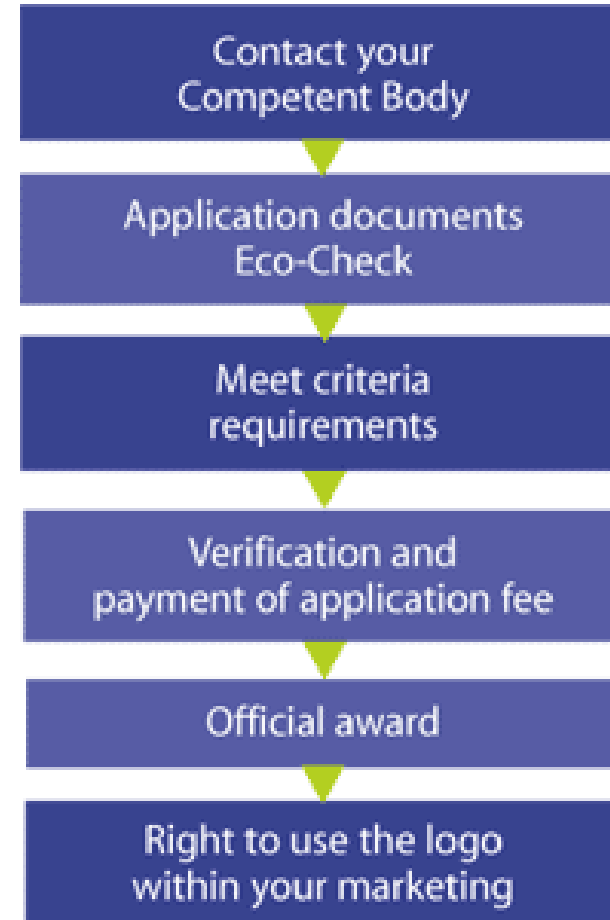 Contact your
Competent Body
Application documents
Eco-Check
Meet criteria
requirements
Verification and
payment of application fee
Official award
Right to use the logo
within your marketing